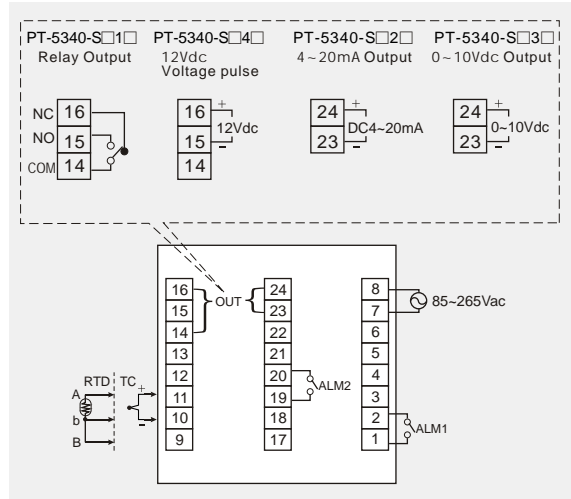 PT-5340-S□1□ PT-5340-S□4□ PT-5340-S□2□ PT-5340-S□3□
Relay Output 12Vdc 4~20mA Output 0~10Vdc Output
Voltage pulse
NC 16 16 + 24 + 24 +
NO 15 12Vdc DC4~20mA 0~10Vdc
15 - 23 - 23 -
COM 14 14
16 24 8
OUT 85~265Vac
15 23 7
14 22 6
13 21 5
12 20 4
RTD TC + ALM2
A 11 19 3
b - 10 18 2
ALM1
B 9 17 1